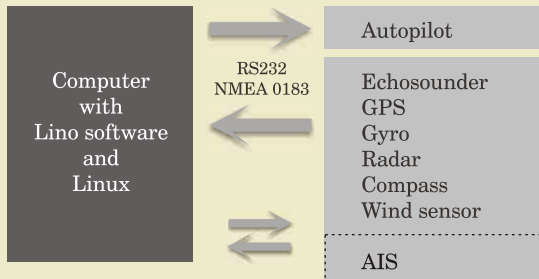 Computer
with
Lino software
and
Linux
RS232
NMEA 0183
Autopilot
Echosounder
GPS
Gyro
Radar
Compass
Wind sensor
AIS